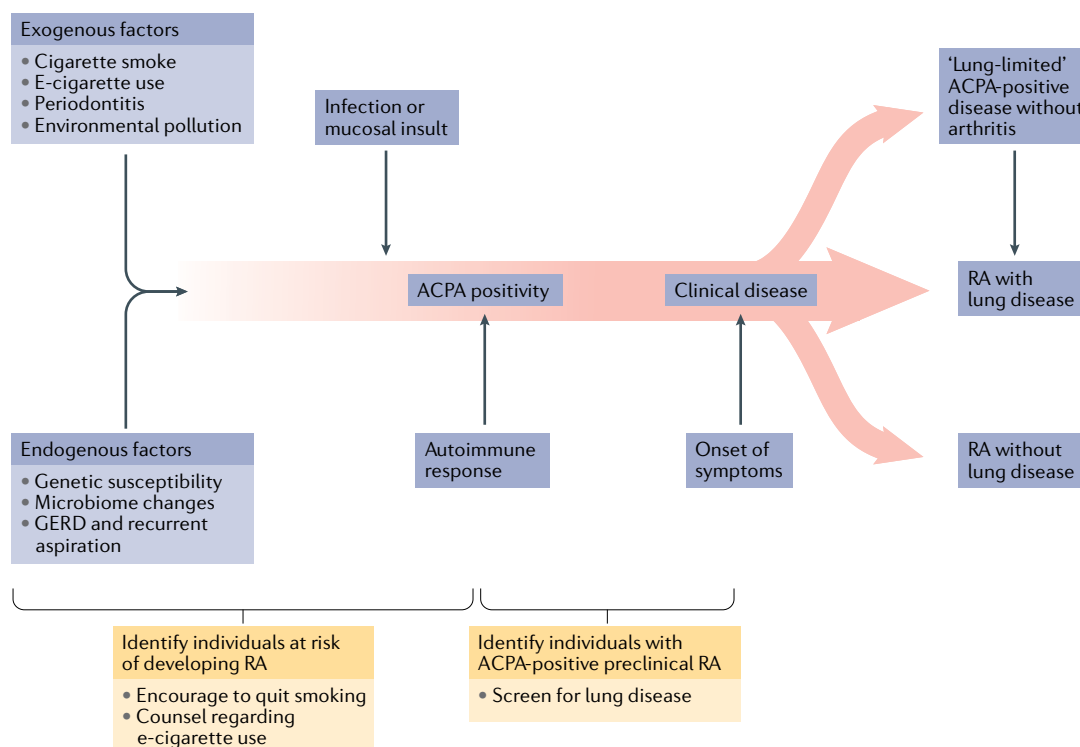 Exogenous factors
• Cigarette smoke
• E-cigarette use
• Periodontitis
• Environmental pollution
Infection or
mucosal insult
‘Lung-limited’
ACPA-positive
disease without
arthritis
ACPA positivity
Clinical disease
RA with
lung disease
Endogenous factors
• Genetic susceptibility
• Microbiome changes
• GERD and recurrent
aspiration
Autoimmune
response
Onset of
symptoms
RA without
lung disease
Identify individuals at risk
of developing RA
• Encourage to quit smoking
• Counsel regarding
e-cigarette use
Identify individuals with
ACPA-positive preclinical RA
• Screen for lung disease